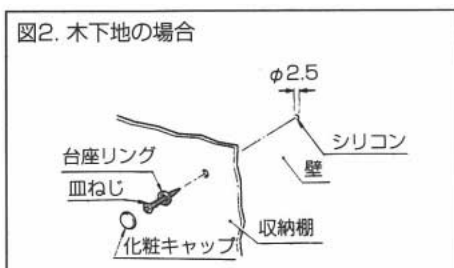 図2. 木下地の場合
φ2.5
シリコン
台座リング
壁
皿ねじ
収納棚
化粧キャップ